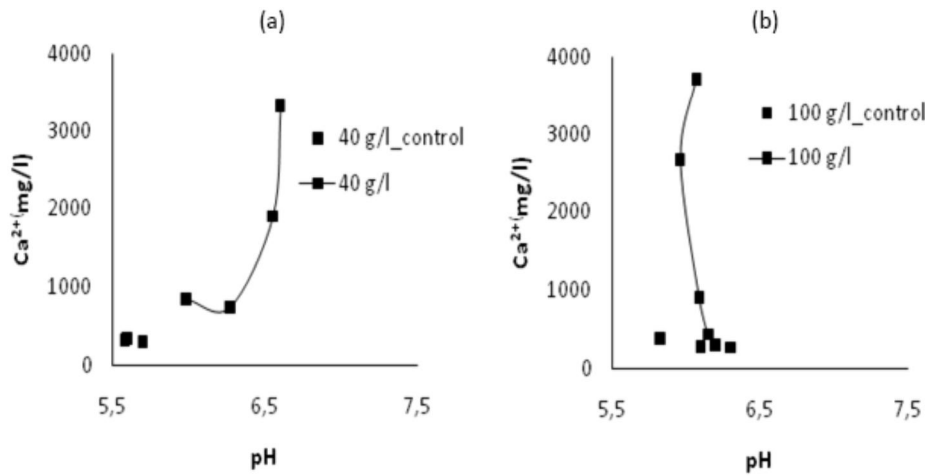 (a)
4000
3000
2000
1000
0
Ca²⁺(mg/l)
40 g/l_control
40 g/l
5,5
6,5
7,5
pH
(b)
4000
3000
2000
1000
0
Ca²⁺(mg/l)
100 g/l_control
100 g/l
5,5
6,5
7,5
pH